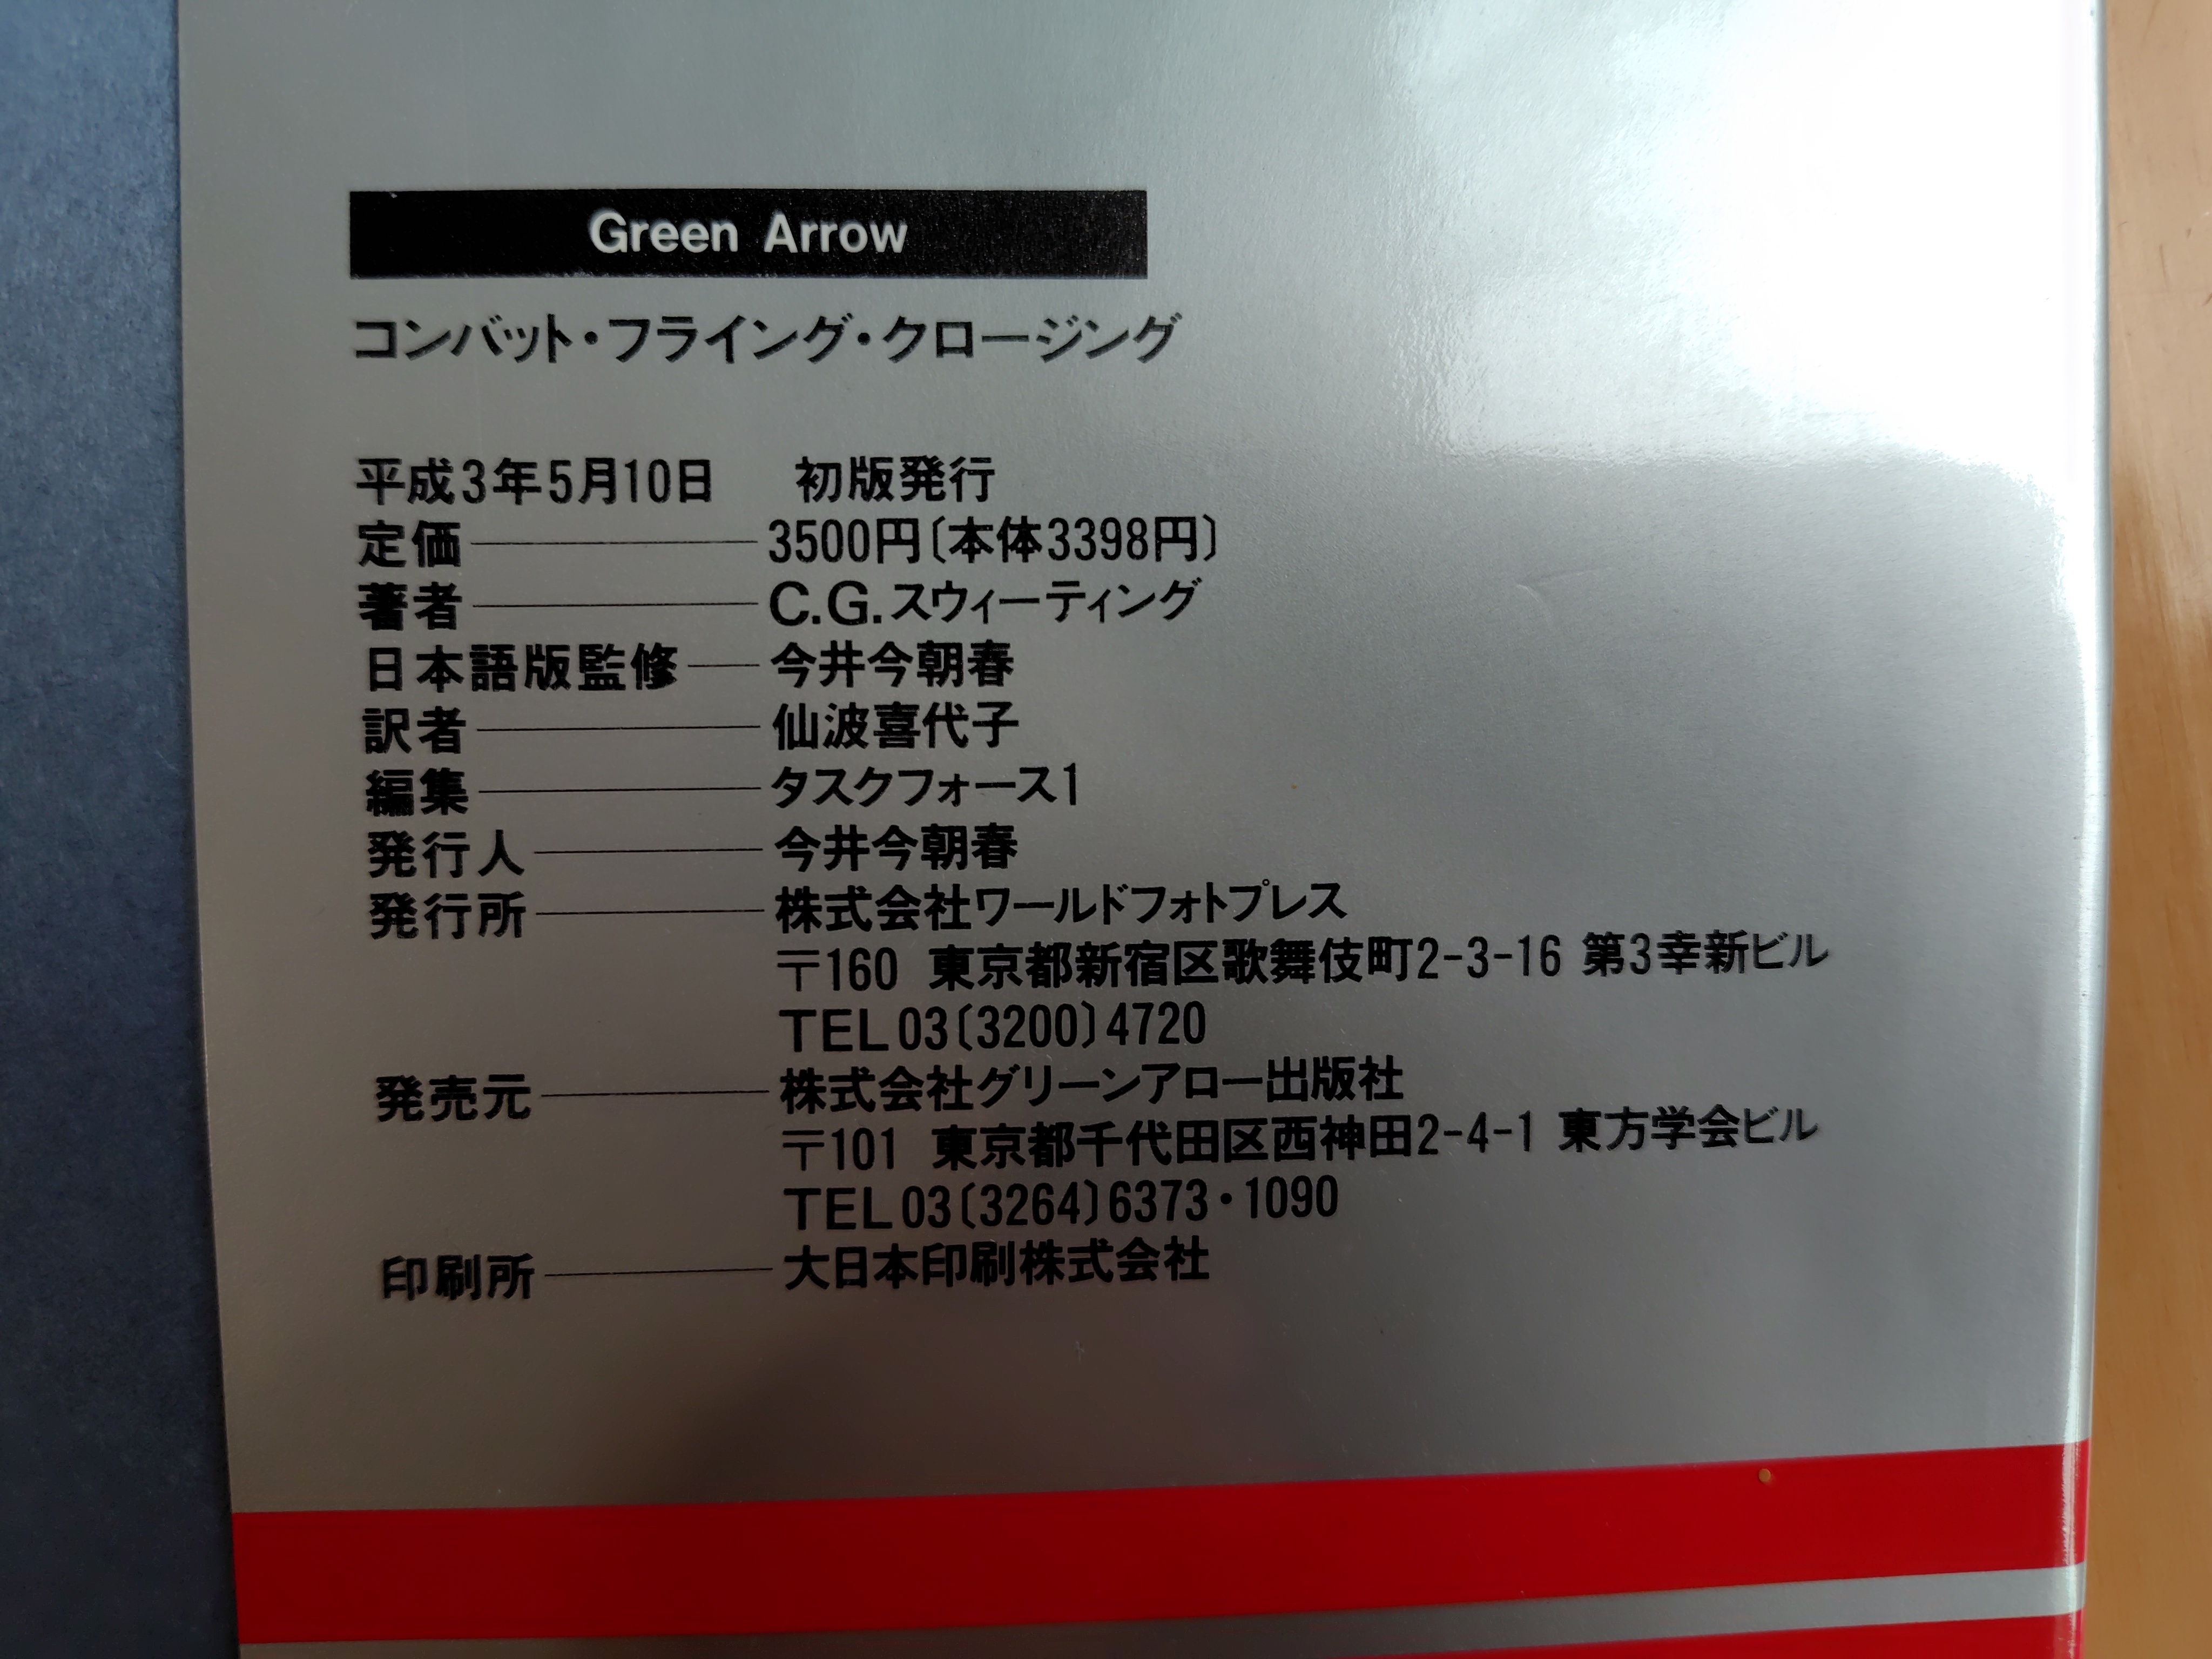 Green Arrow
コンバット・フライング・クロージング
平成3年5月10日　初版発行
定価――3500円〔本体3398円〕
著者――C.G.スウィーティング
日本語版監修――今井今朝春
訳者――仙波喜代子
編集――タスクフォース1
発行人――今井今朝春
発行所――株式会社ワールドフォトプレス
〒160 東京都新宿区歌舞伎町2-3-16 第3幸新ビル
TEL03〔3200〕4720
発売元――株式会社グリーンアロー出版社
〒101 東京都千代田区西神田2-4-1 東方学会ビル
TEL03〔3264〕6373・1090
印刷所――大日本印刷株式会社